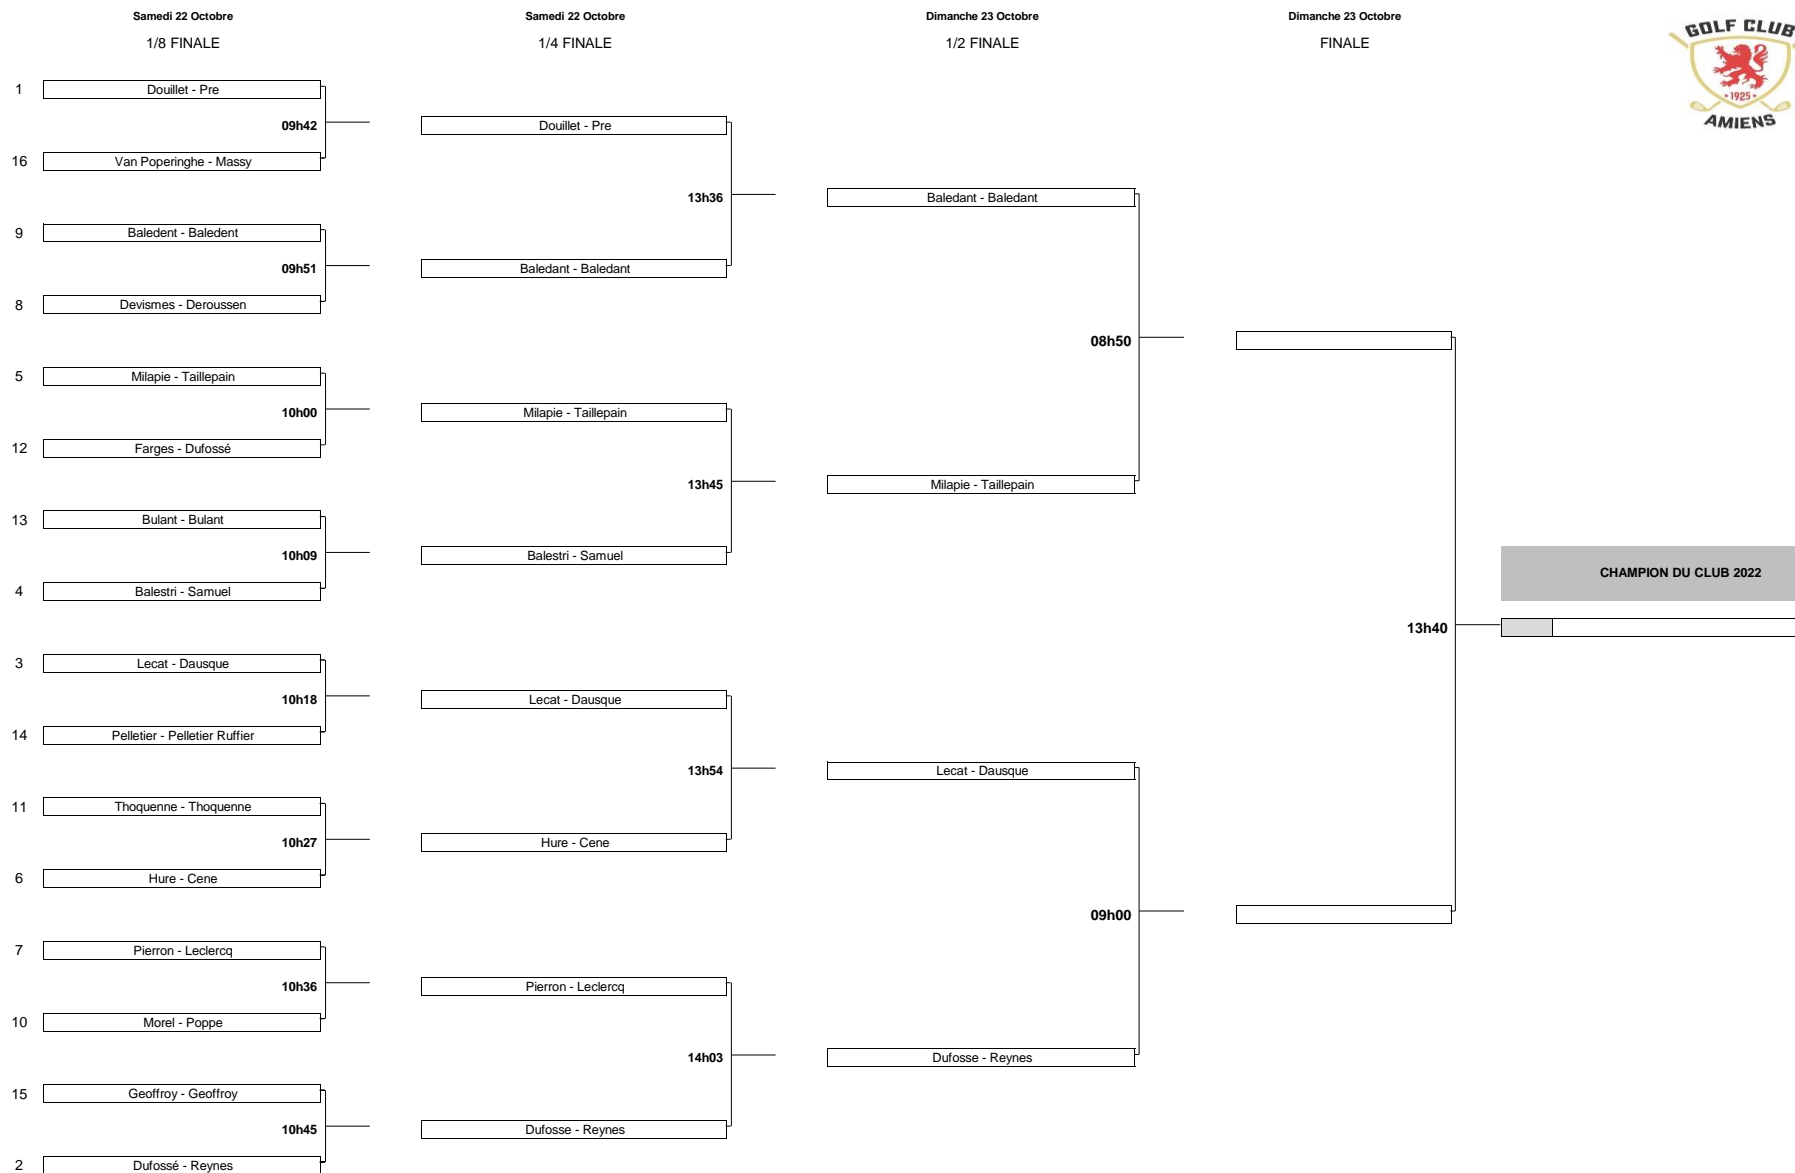 Samedi 22 Octobre
Samedi 22 Octobre
Dimanche 23 Octobre
Dimanche 23 Octobre
1/8 FINALE
1/4 FINALE
1/2 FINALE
FINALE
GOLF CLUB
•1925•
AMIENS
1 Douillet - Pre
09h42
16 Van Poperinghe - Massy
9 Baledent - Baledent
09h51
8 Devismes - Deroussen
5 Milapie - Taillepain
10h00
12 Farges - Dufossé
13 Bulant - Bulant
10h09
4 Balestri - Samuel
3 Lecat - Dausque
10h18
14 Pelletier - Pelletier Ruffier
11 Thoquenne - Thoquenne
10h27
6 Hure - Cene
7 Pierron - Leclercq
10h36
10 Morel - Poppe
15 Geoffroy - Geoffroy
10h45
2 Dufossé - Reynes
Douillet - Pre
13h36
Baledant - Baledant
Milapie - Taillepain
13h45
Balestri - Samuel
Lecat - Dausque
13h54
Hure - Cene
Pierron - Leclercq
14h03
Dufosse - Reynes
Baledant - Baledant
08h50
Milapie - Taillepain
Lecat - Dausque
09h00
Dufosse - Reynes
13h40
CHAMPION DU CLUB 2022